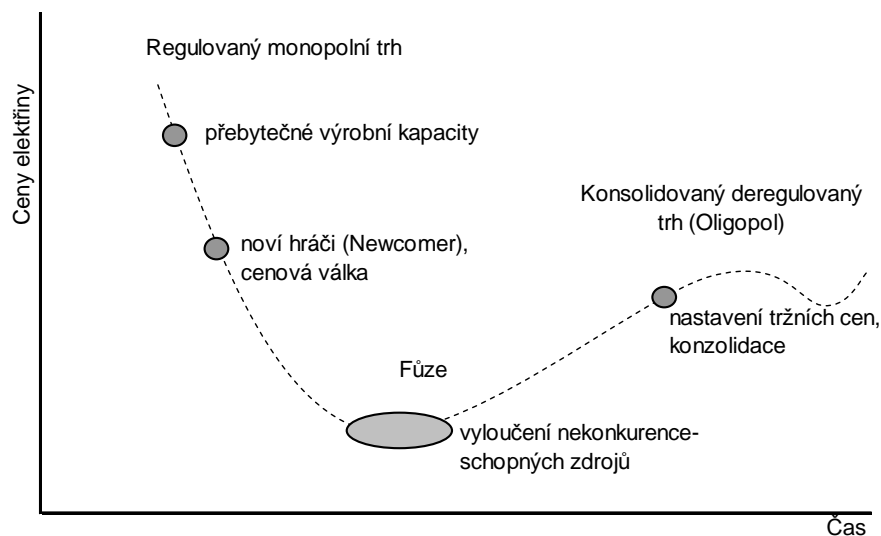 Regulovaný monopolní trh
Ceny elektřiny
přebytečné výrobní kapacity
Konsolidovaný deregulovaný
trh (Oligopol)
noví hráči (Newcomer),
cenová válka
nastavení tržních cen,
konzolidace
Fůze
vyloučení nekonkurence-
schopných zdrojů
Čas